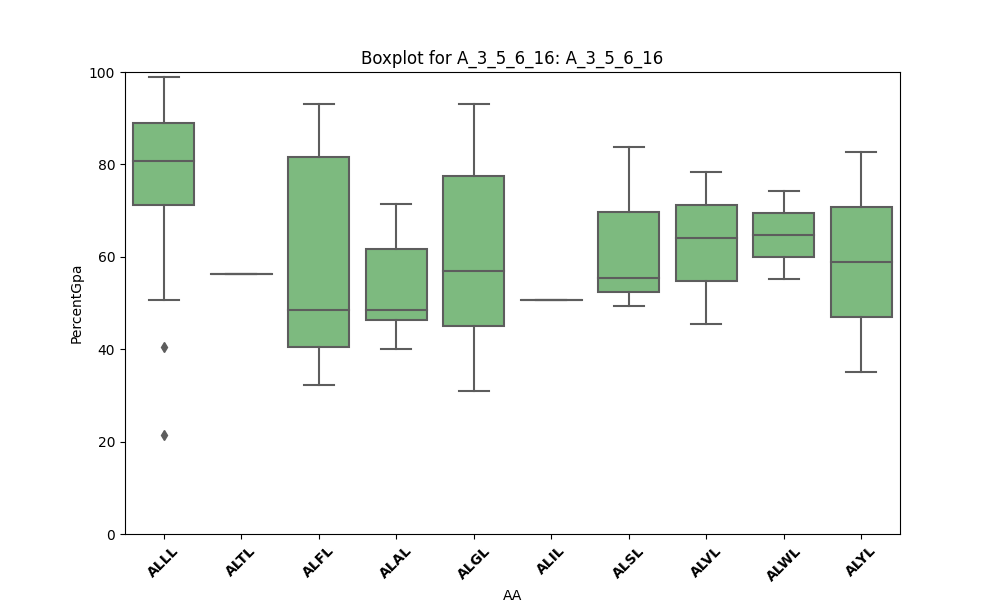 Boxplot for A_3_5_6_16: A_3_5_6_16
100
80
60
40
20
0
PercentGpa
ALLL ALTL ALFL ALAL ALGL ALIL ALSL ALVL ALWL ALYL
AA